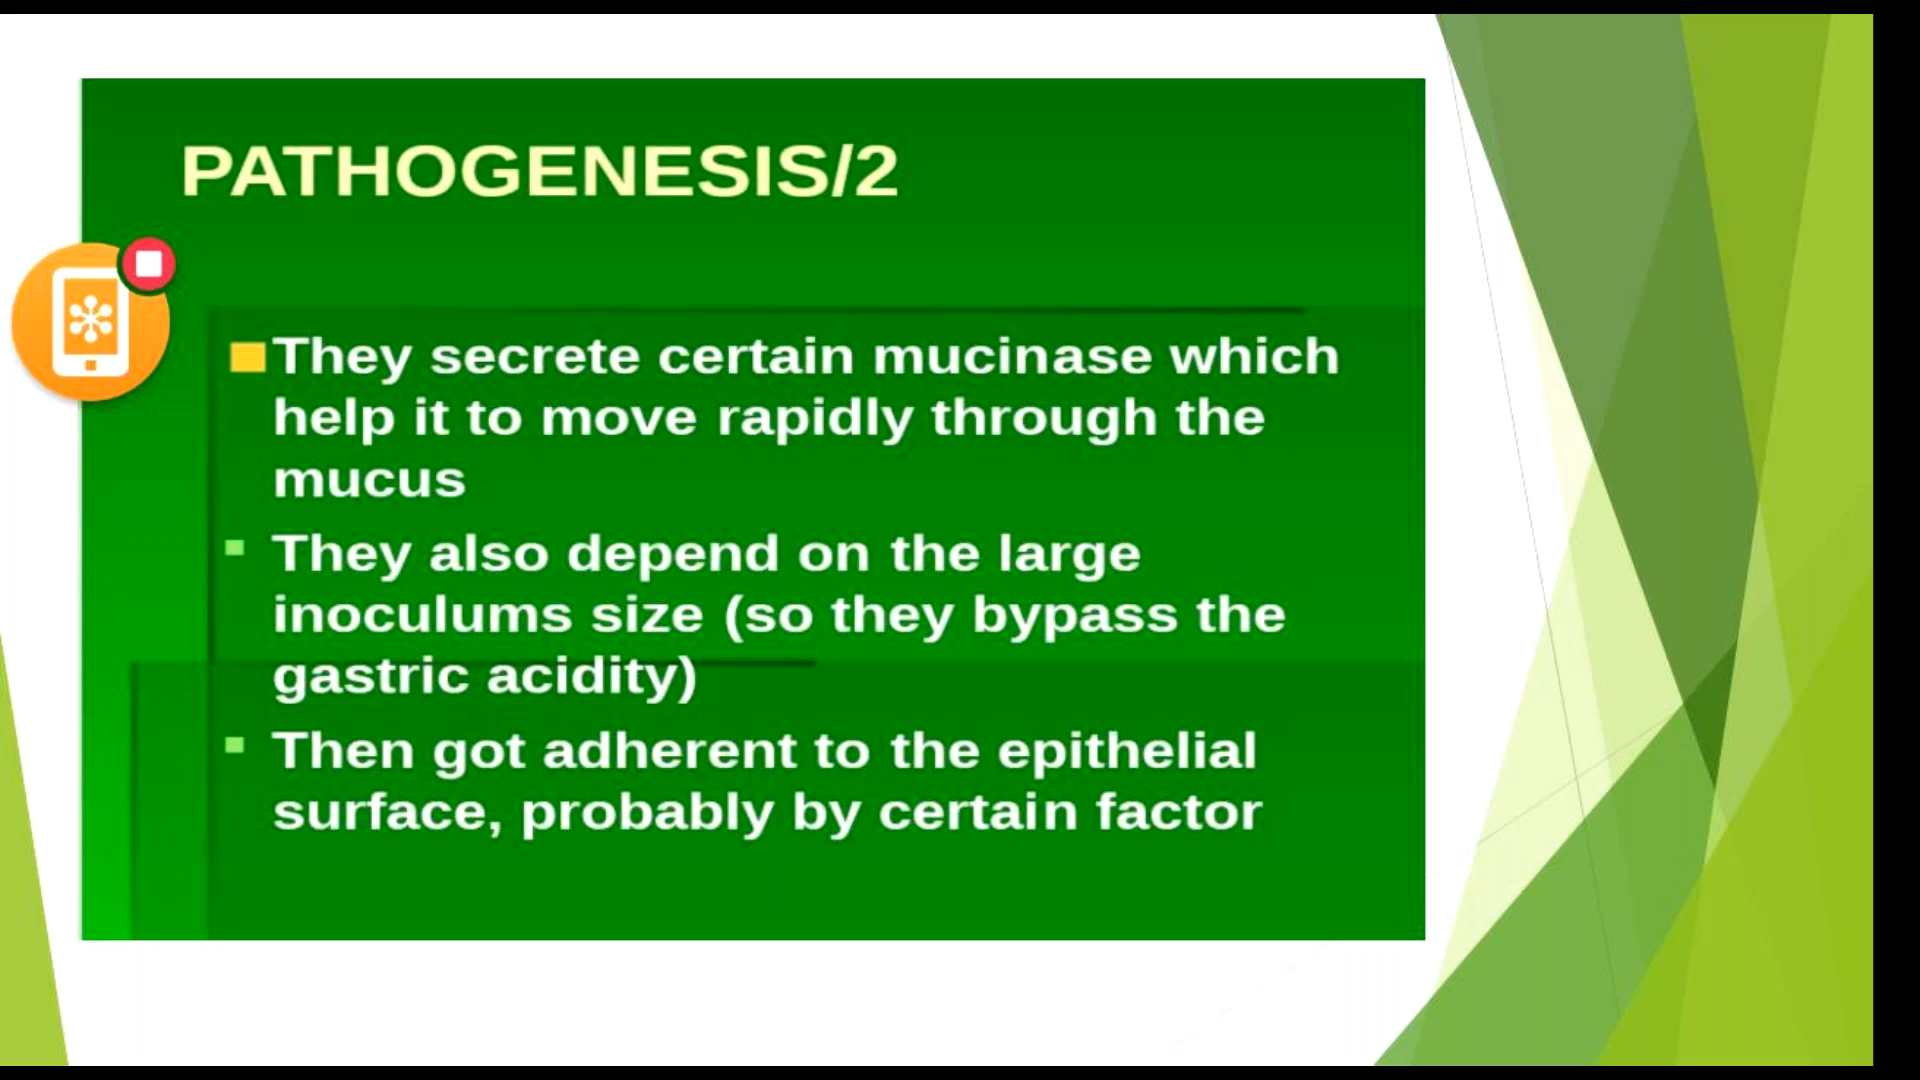 PATHOGENESIS/2
They secrete certain mucinase which
help it to move rapidly through the
mucus
They also depend on the large
inoculums size (so they bypass the
gastric acidity)
Then got adherent to the epithelial
surface, probably by certain factor